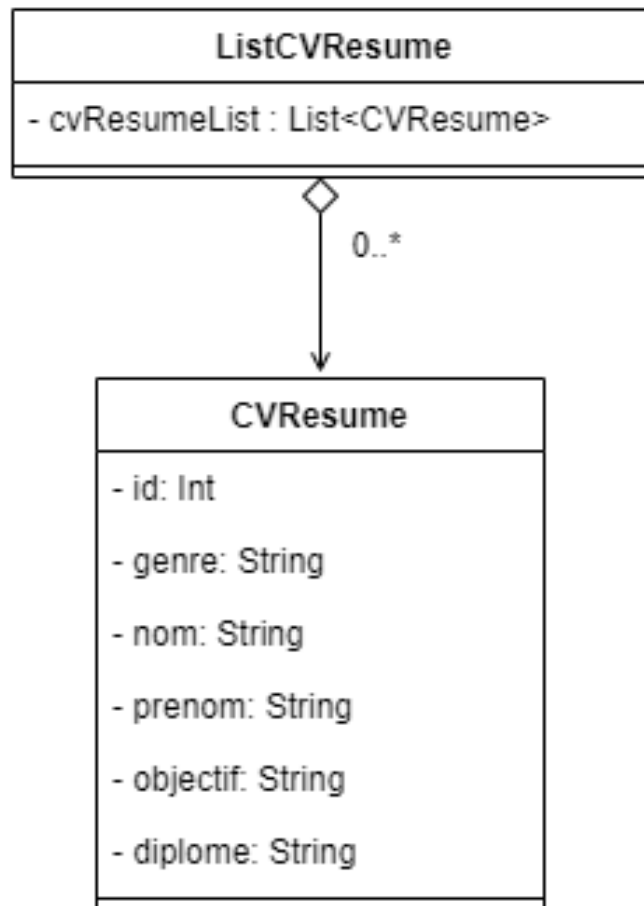 ListCVResume
- cvResumeList : List<CVResume>
0..*
CVResume
- id: Int
- genre: String
- nom: String
- prenom: String
- objectif: String
- diplome: String